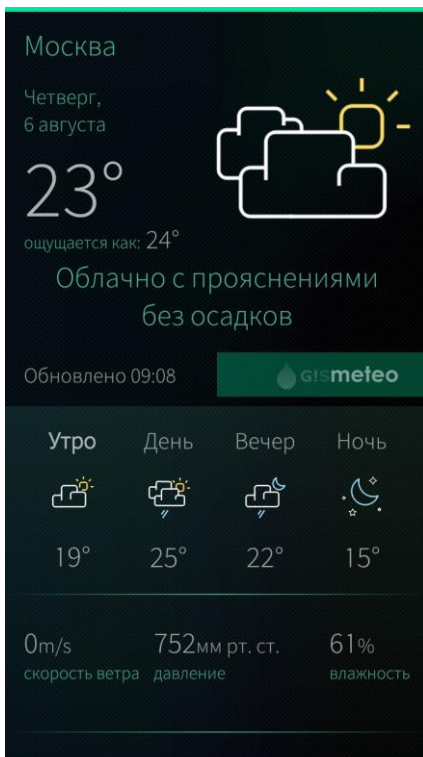 Москва
Четверг,
6 августа
23°
ощущается как: 24°
Облачно с прояснениями
без осадков
Обновлено 09:08
GISmeteo
Утро День Вечер Ночь
19° 25° 22° 15°
0m/s 752мм рт. ст. 61%
скорость ветра давление влажность